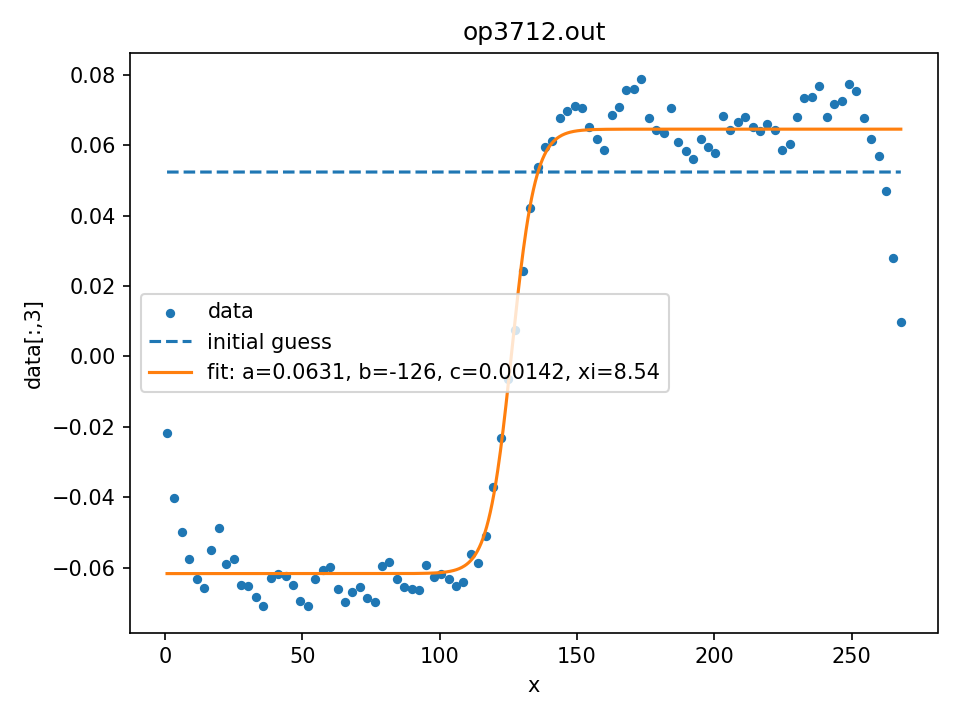 op3712.out
0.08
0.06
0.04
0.02
0.00
−0.02
−0.04
−0.06
data[:,3]
data
initial guess
fit: a=0.0631, b=-126, c=0.00142, xi=8.54
0 50 100 150 200 250
x